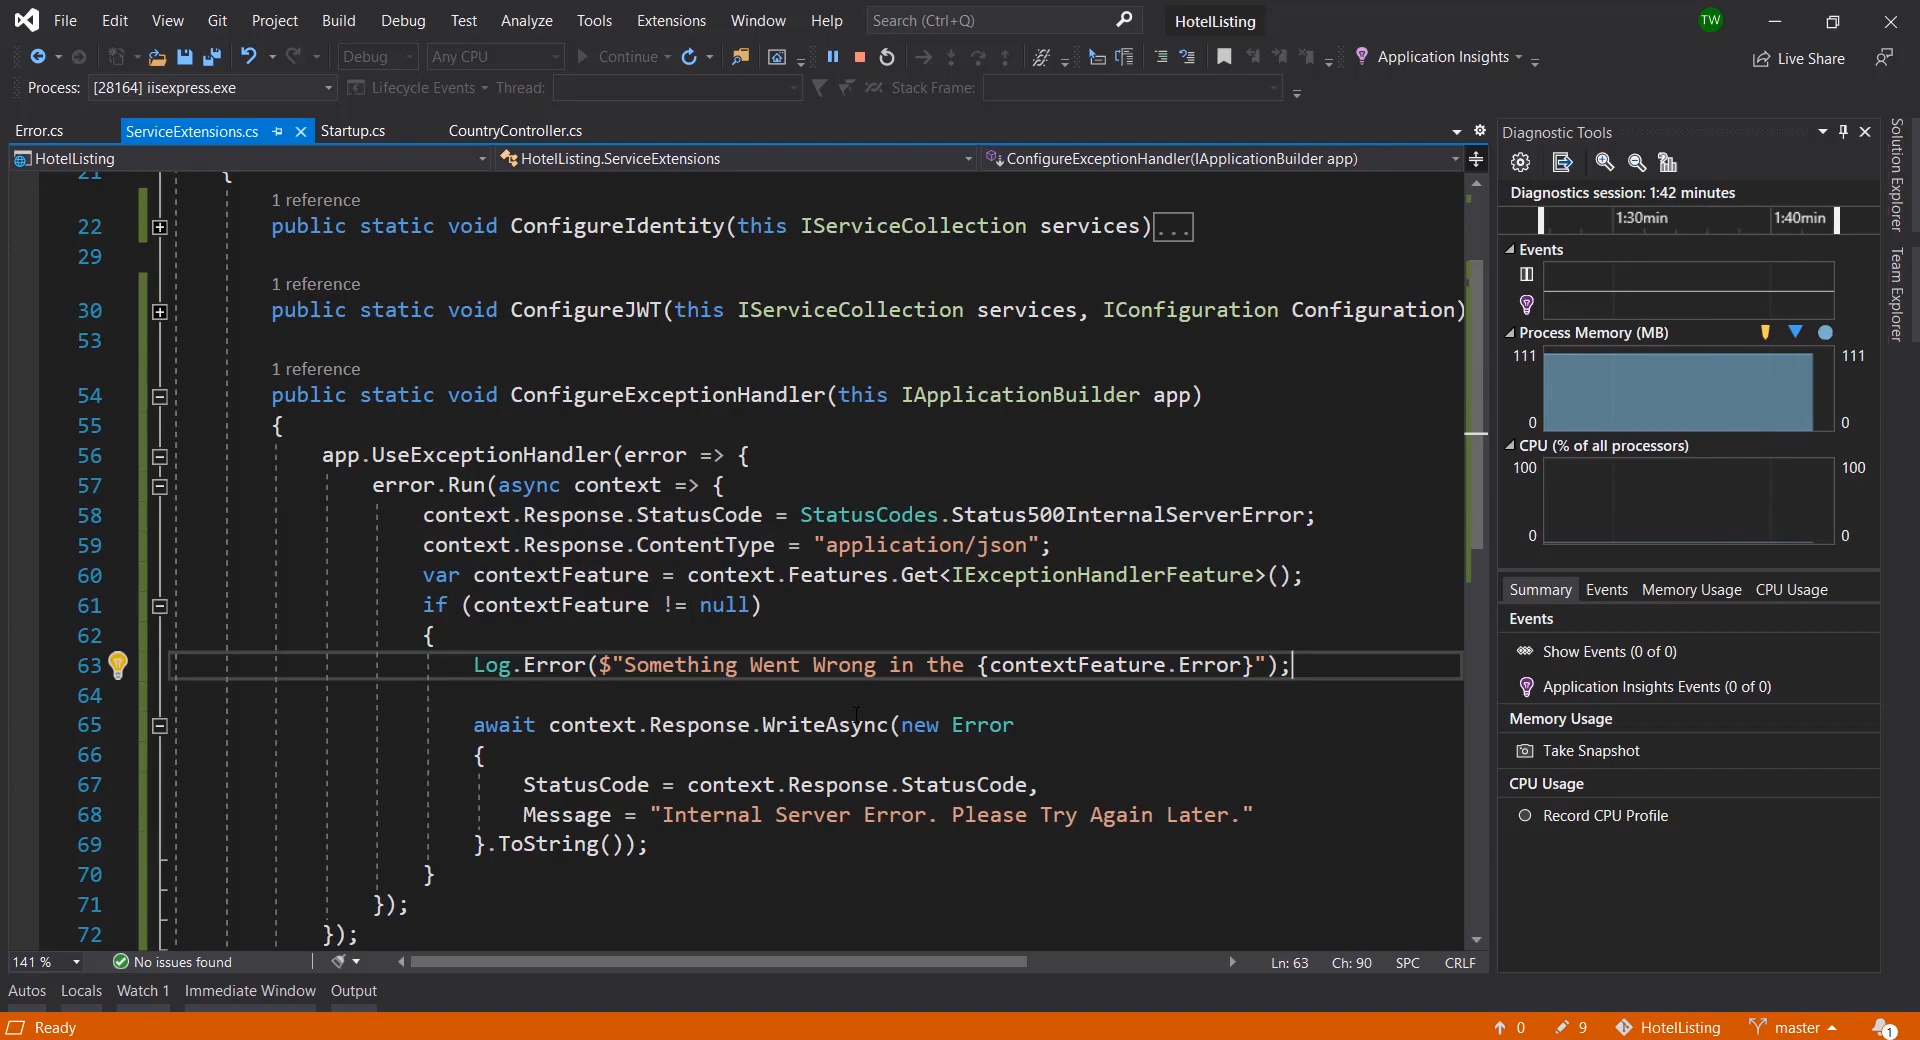 File Edit View Git Project Build Debug Test Analyze Tools Extensions Window Help Search (Ctrl+Q) HotelListing TW
Debug Any CPU Continue Application Insights Live Share
Process: [28164] iisexpress.exe Lifecycle Events Thread: Stack Frame:
Error.cs ServiceExtensions.cs Startup.cs CountryController.cs
HotelListing HotelListing.ServiceExtensions ConfigureExceptionHandler(IApplicationBuilder app)
21 {
1 reference
22 public static void ConfigureIdentity(this IServiceCollection services)...
29
1 reference
30 public static void ConfigureJWT(this IServiceCollection services, IConfiguration Configuration)
53
1 reference
54 public static void ConfigureExceptionHandler(this IApplicationBuilder app)
55 {
56 app.UseExceptionHandler(error => {
57 error.Run(async context => {
58 context.Response.StatusCode = StatusCodes.Status500InternalServerError;
59 context.Response.ContentType = "application/json";
60 var contextFeature = context.Features.Get<IExceptionHandlerFeature>();
61 if (contextFeature != null)
62 {
63 Log.Error($"Something Went Wrong in the {contextFeature.Error}");
64
65 await context.Response.WriteAsync(new Error
66 {
67 StatusCode = context.Response.StatusCode,
68 Message = "Internal Server Error. Please Try Again Later."
69 }.ToString());
70 }
71 });
72 });
141 % No issues found Ln: 63 Ch: 90 SPC CRLF
Diagnostic Tools
Diagnostics session: 1:42 minutes
1:30min 1:40min
Events
Process Memory (MB)
111 111
0 0
CPU (% of all processors)
100 100
0 0
Summary Events Memory Usage CPU Usage
Events
Show Events (0 of 0)
Application Insights Events (0 of 0)
Memory Usage
Take Snapshot
CPU Usage
Record CPU Profile
Solution Explorer
Team Explorer
Autos Locals Watch 1 Immediate Window Output
Ready 0 9 HotelListing master 1